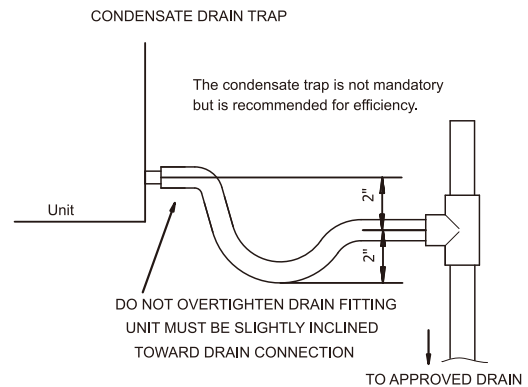 CONDENSATE DRAIN TRAP
The condensate trap is not mandatory
but is recommended for efficiency.
2"
Unit
2"
DO NOT OVERTIGHTEN DRAIN FITTING
UNIT MUST BE SLIGHTLY INCLINED
TOWARD DRAIN CONNECTION
TO APPROVED DRAIN